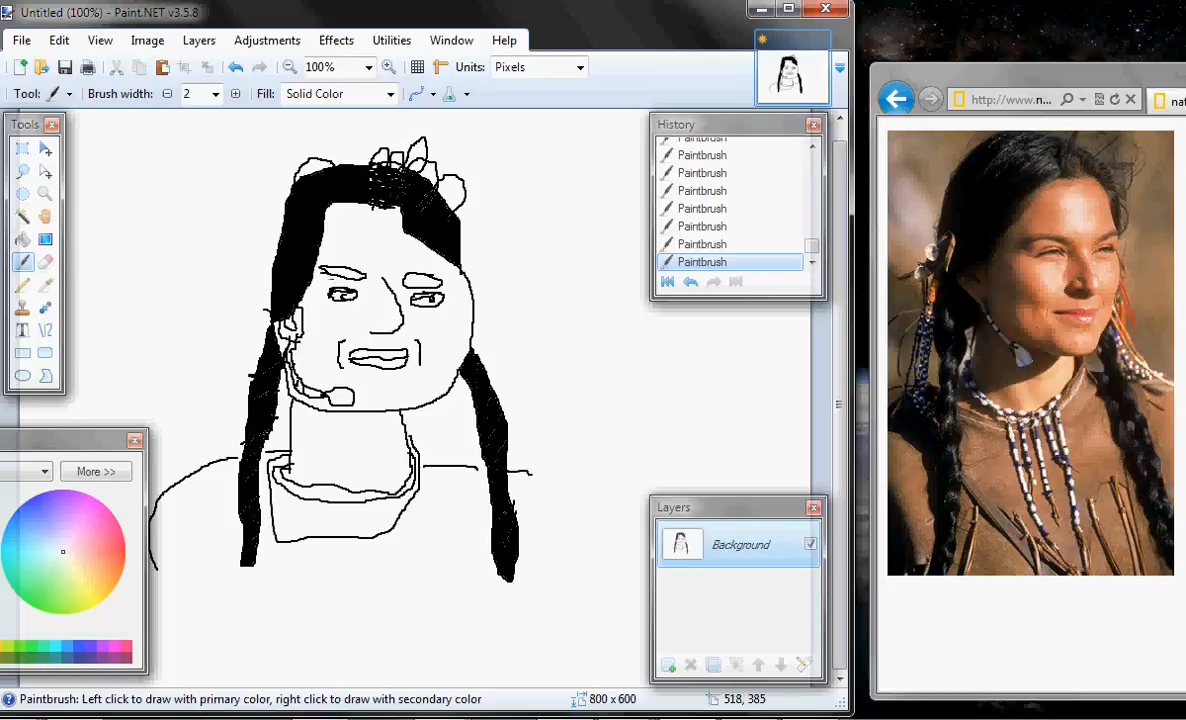 Untitled (100%) - Paint.NET v3.5.8
File Edit View Image Layers Adjustments Effects Utilities Window Help
100% Units: Pixels
Tool: Brush width: 2 Fill: Solid Color
Tools
History
Paintbrush
Paintbrush
Paintbrush
Paintbrush
Paintbrush
Paintbrush
Paintbrush
Paintbrush
http://www.n... nat
More >>
Layers
Background
Paintbrush: Left click to draw with primary color, right click to draw with secondary color 800 x 600 518, 385